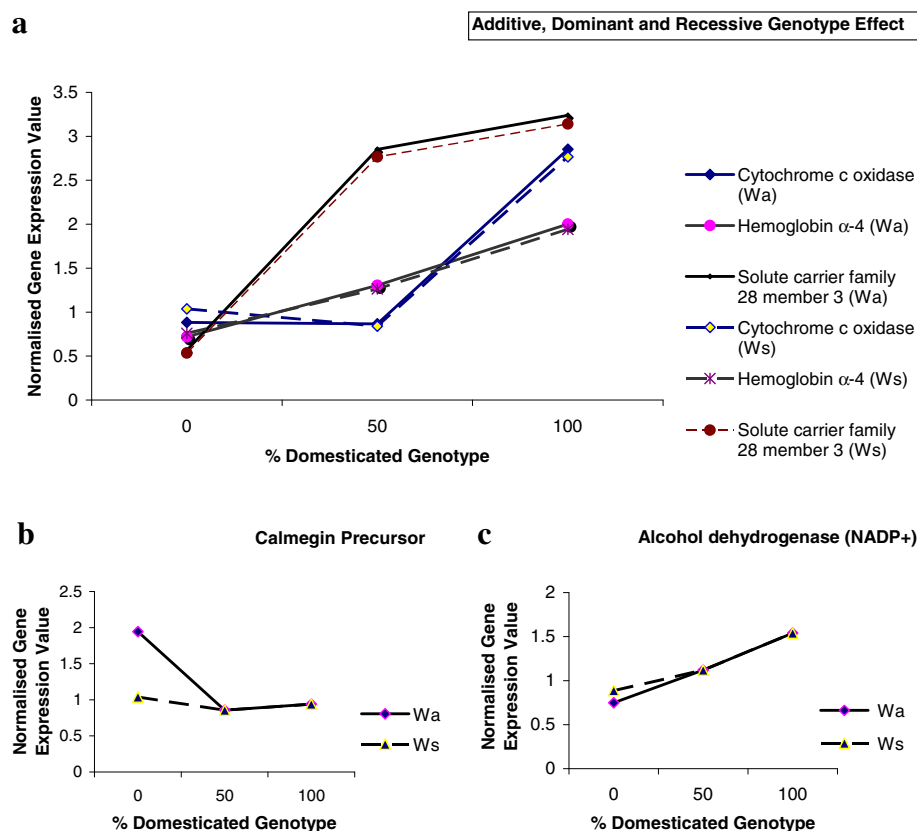 a
Additive, Dominant and Recessive Genotype Effect
Normalised Gene Expression Value
3.5
3
2.5
2
1.5
1
0.5
0
0
50
100
% Domesticated Genotype
Cytochrome c oxidase
(Wa)
Hemoglobin α-4 (Wa)
Solute carrier family
28 member 3 (Wa)
Cytochrome c oxidase
(Ws)
Hemoglobin α-4 (Ws)
Solute carrier family
28 member 3 (Ws)
b
Calmegin Precursor
Normalised Gene
Expression Value
2.5
2
1.5
1
0.5
0
0
50
100
% Domesticated Genotype
Wa
Ws
c
Alcohol dehydrogenase (NADP+)
Normalised Gene
Expression Value
2
1.5
1
0.5
0
0
50
100
% Domesticated Genotype
Wa
Ws